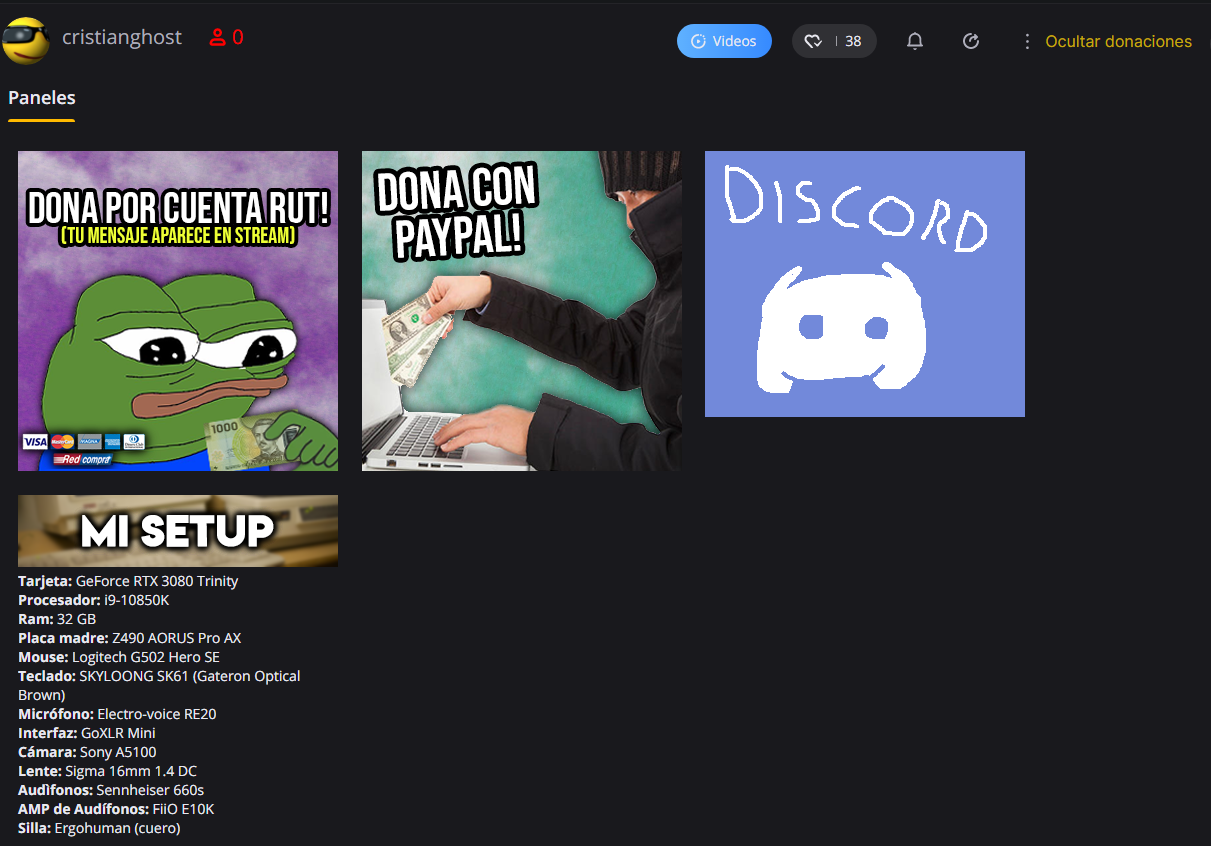 cristianghost 0
Videos
38
Ocultar donaciones
Paneles
DONA POR CUENTA RUT!
(TU MENSAJE APARECE EN STREAM)
1000
VISA MasterCard MAGNA
Red compra
DONA CON
PAYPAL!
DISCORD
MI SETUP
Tarjeta: GeForce RTX 3080 Trinity
Procesador: i9-10850K
Ram: 32 GB
Placa madre: Z490 AORUS Pro AX
Mouse: Logitech G502 Hero SE
Teclado: SKYLOONG SK61 (Gateron Optical
Brown)
Micrófono: Electro-voice RE20
Interfaz: GoXLR Mini
Cámara: Sony A5100
Lente: Sigma 16mm 1.4 DC
Audìfonos: Sennheiser 660s
AMP de Audífonos: FiiO E10K
Silla: Ergohuman (cuero)